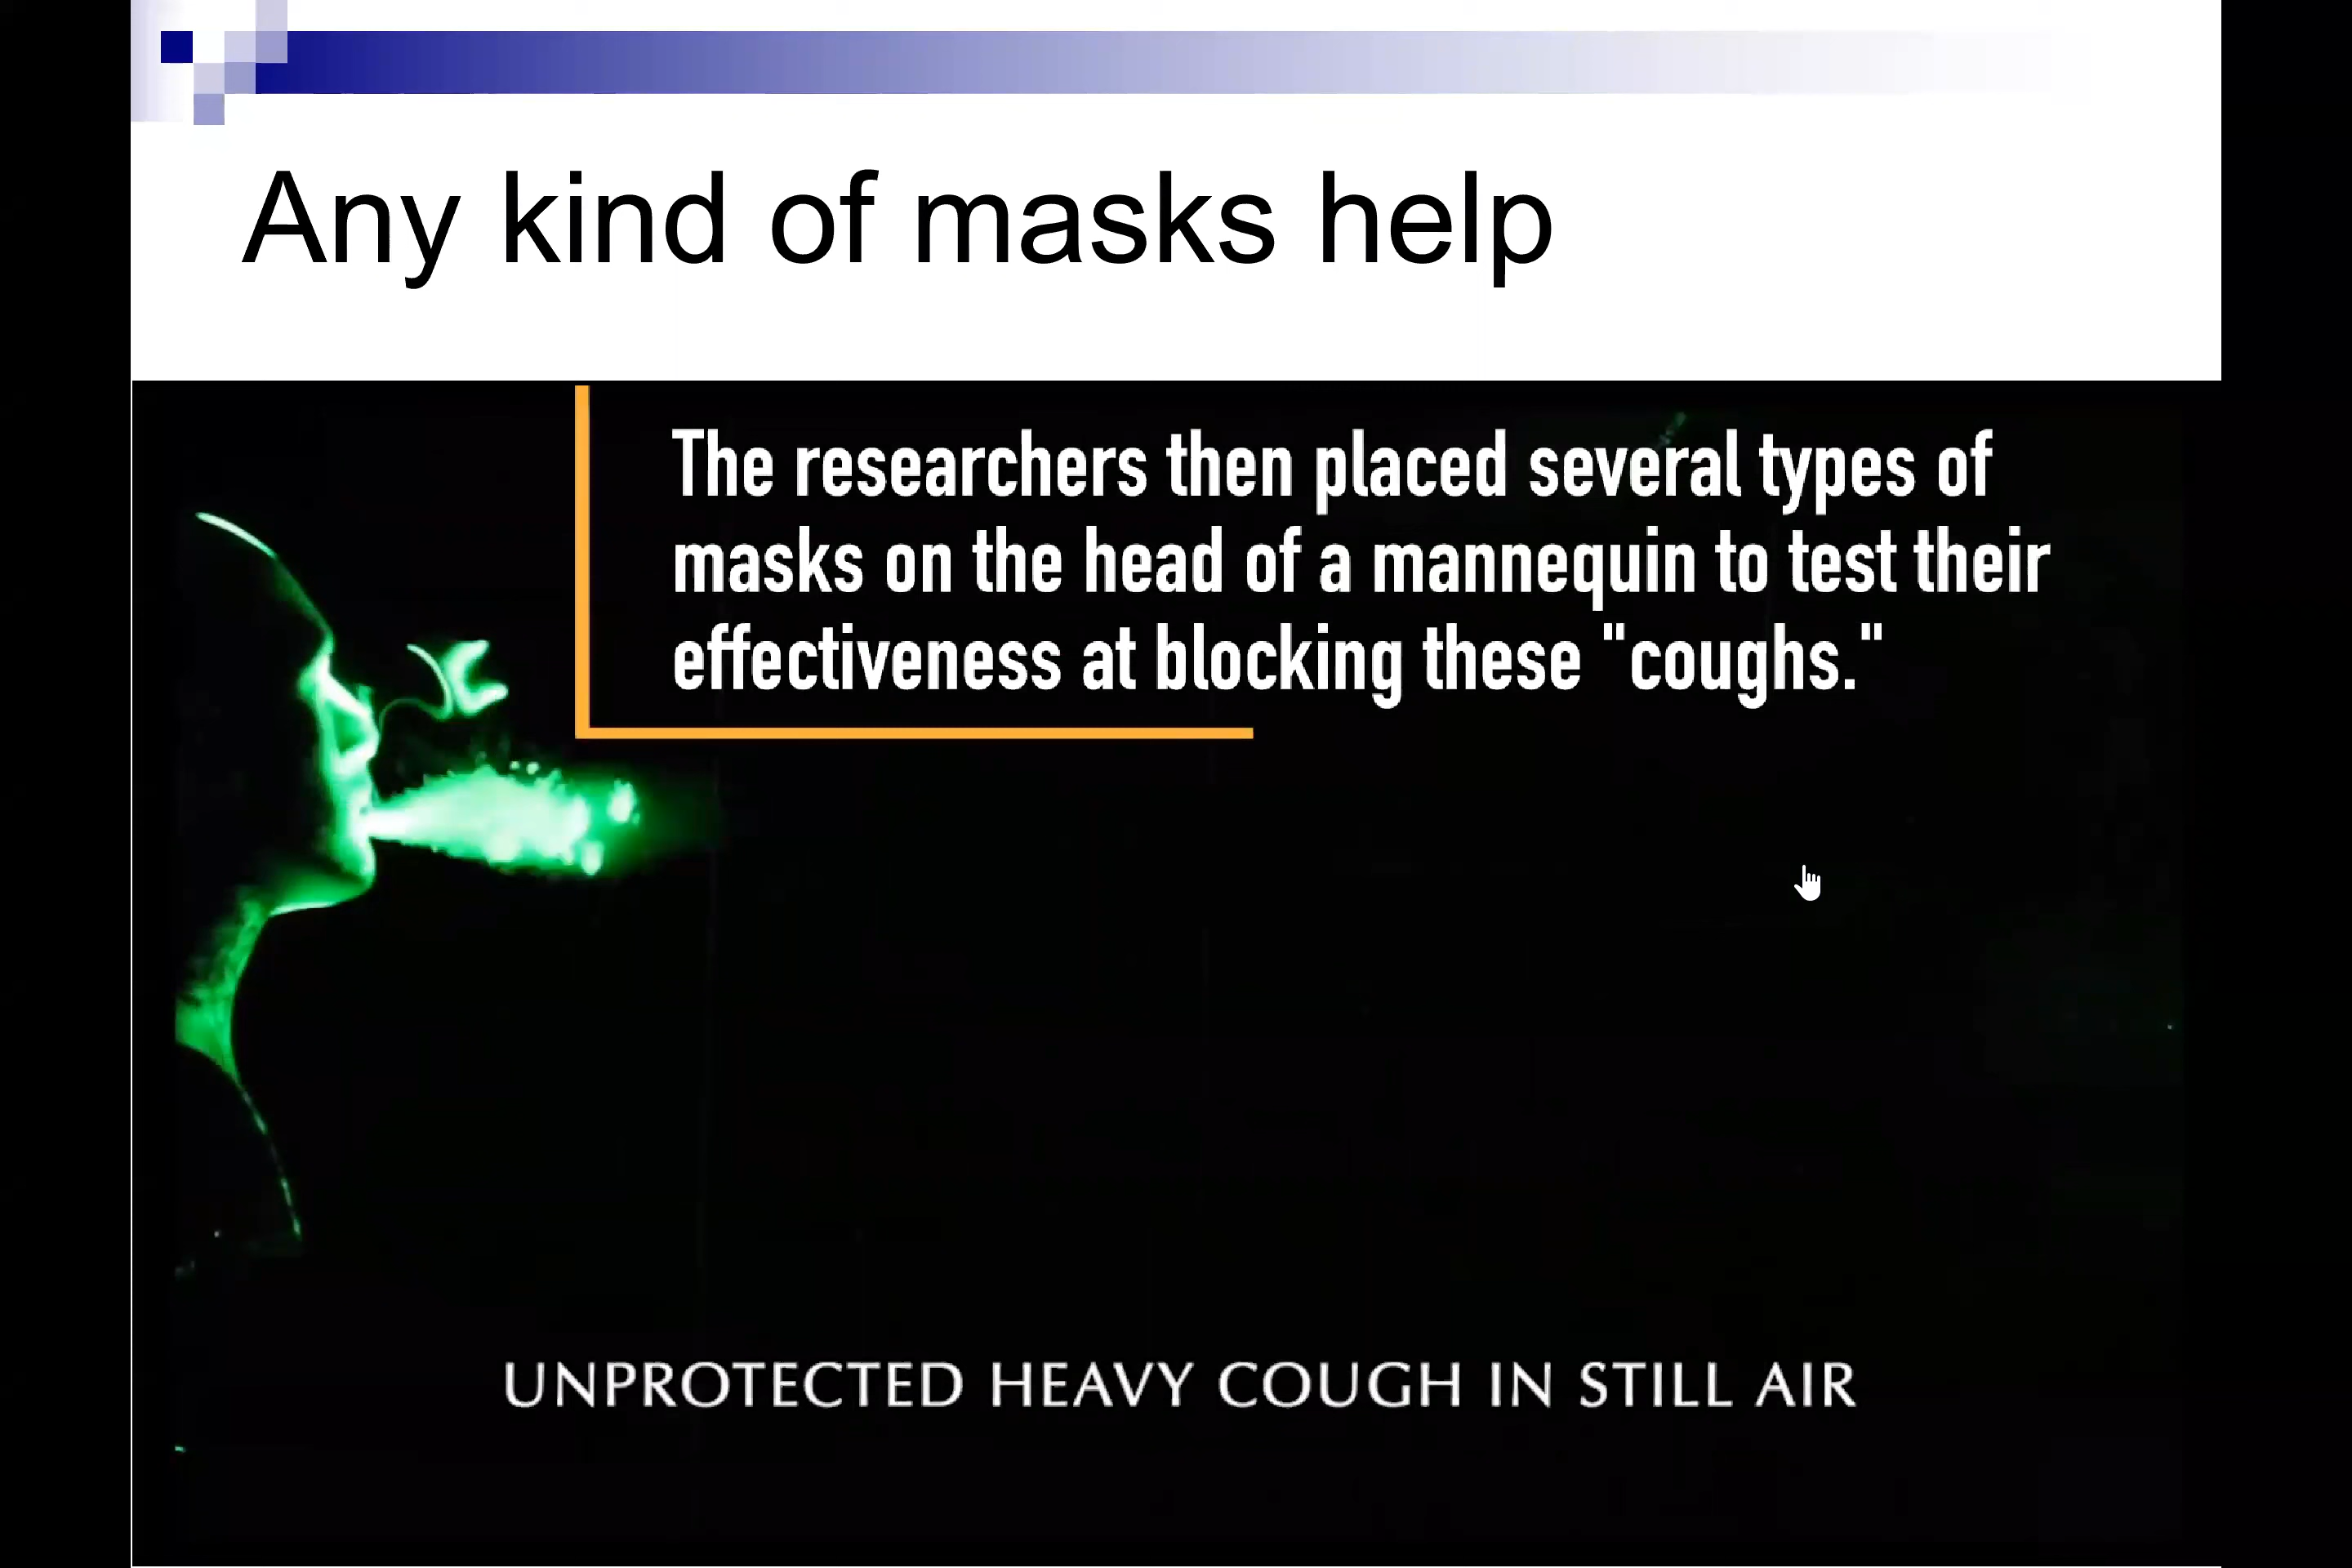 Any kind of masks help
The researchers then placed several types of
masks on the head of a mannequin to test their
effectiveness at blocking these "coughs."
UNPROTECTED HEAVY COUGH IN STILL AIR